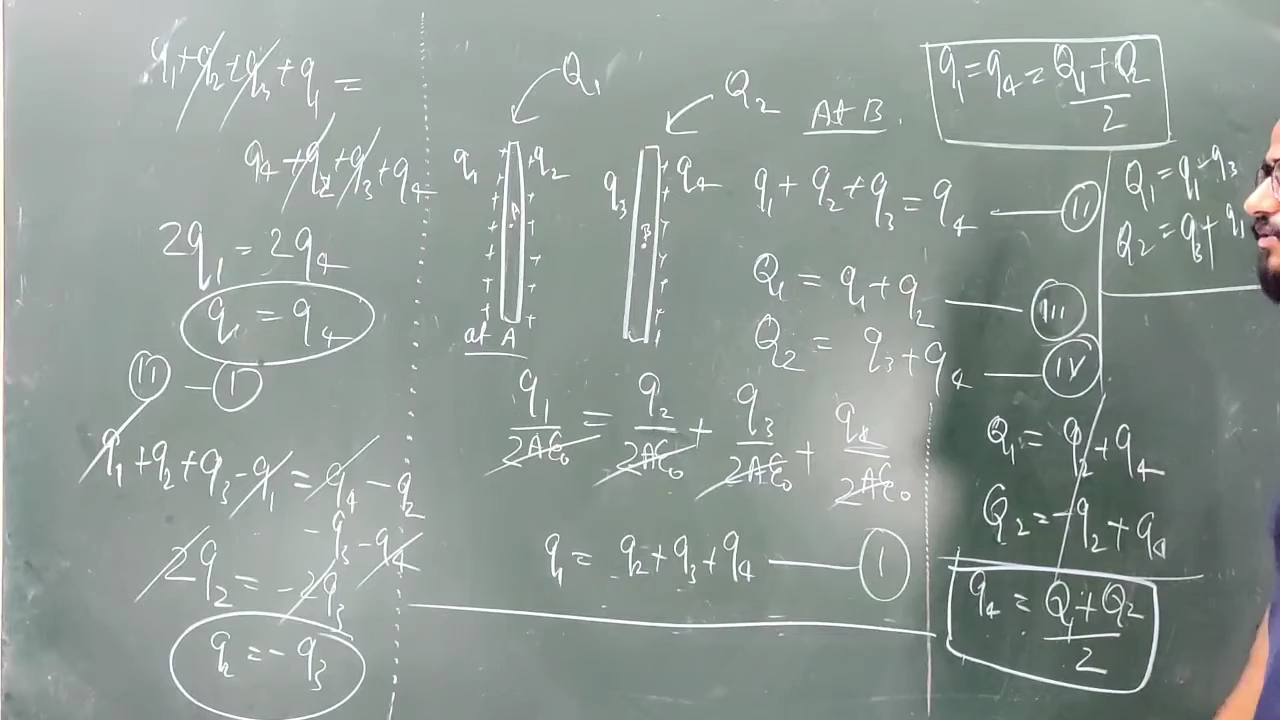 q₁+q₂+q₃+q₁ =
q₄+q₂+q₃+q₄
2q₁ = 2q₄
q₁ = q₄
(II) – (I)
q₁+q₂+q₃-q₁ = q₄-q₂
-q₃-q₄
2q₂ = -2q₃
q₂ = -q₃
Q₁
Q₂
q₁
q₂
A
q₃
q₄
B
at A
q₁/2Aε₀ = q₂/2Aε₀ + q₃/2Aε₀ + q₄/2Aε₀
q₁ = q₂+q₃+q₄ — (I)
At B.
q₁+q₂+q₃ = q₄ — (II)
Q₁ = q₁+q₂ — (III)
Q₂ = q₃+q₄ — (IV)
q₁ = q₄ = Q₁+Q₂/2
Q₁ = q₁-q₃
Q₂ = q₃+q₁
Q₁ = q₂+q₄
Q₂ = -q₂+q₄
q₄ = Q₁+Q₂/2